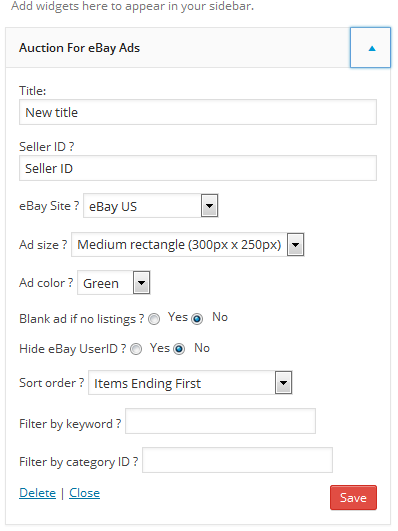 Add widgets here to appear in your sidebar.
Auction For eBay Ads
Title:
New title
Seller ID ?
Seller ID
eBay Site ? eBay US
Ad size ? Medium rectangle (300px x 250px)
Ad color ? Green
Blank ad if no listings ? Yes No
Hide eBay UserID ? Yes No
Sort order ? Items Ending First
Filter by keyword ?
Filter by category ID ?
Delete | Close Save